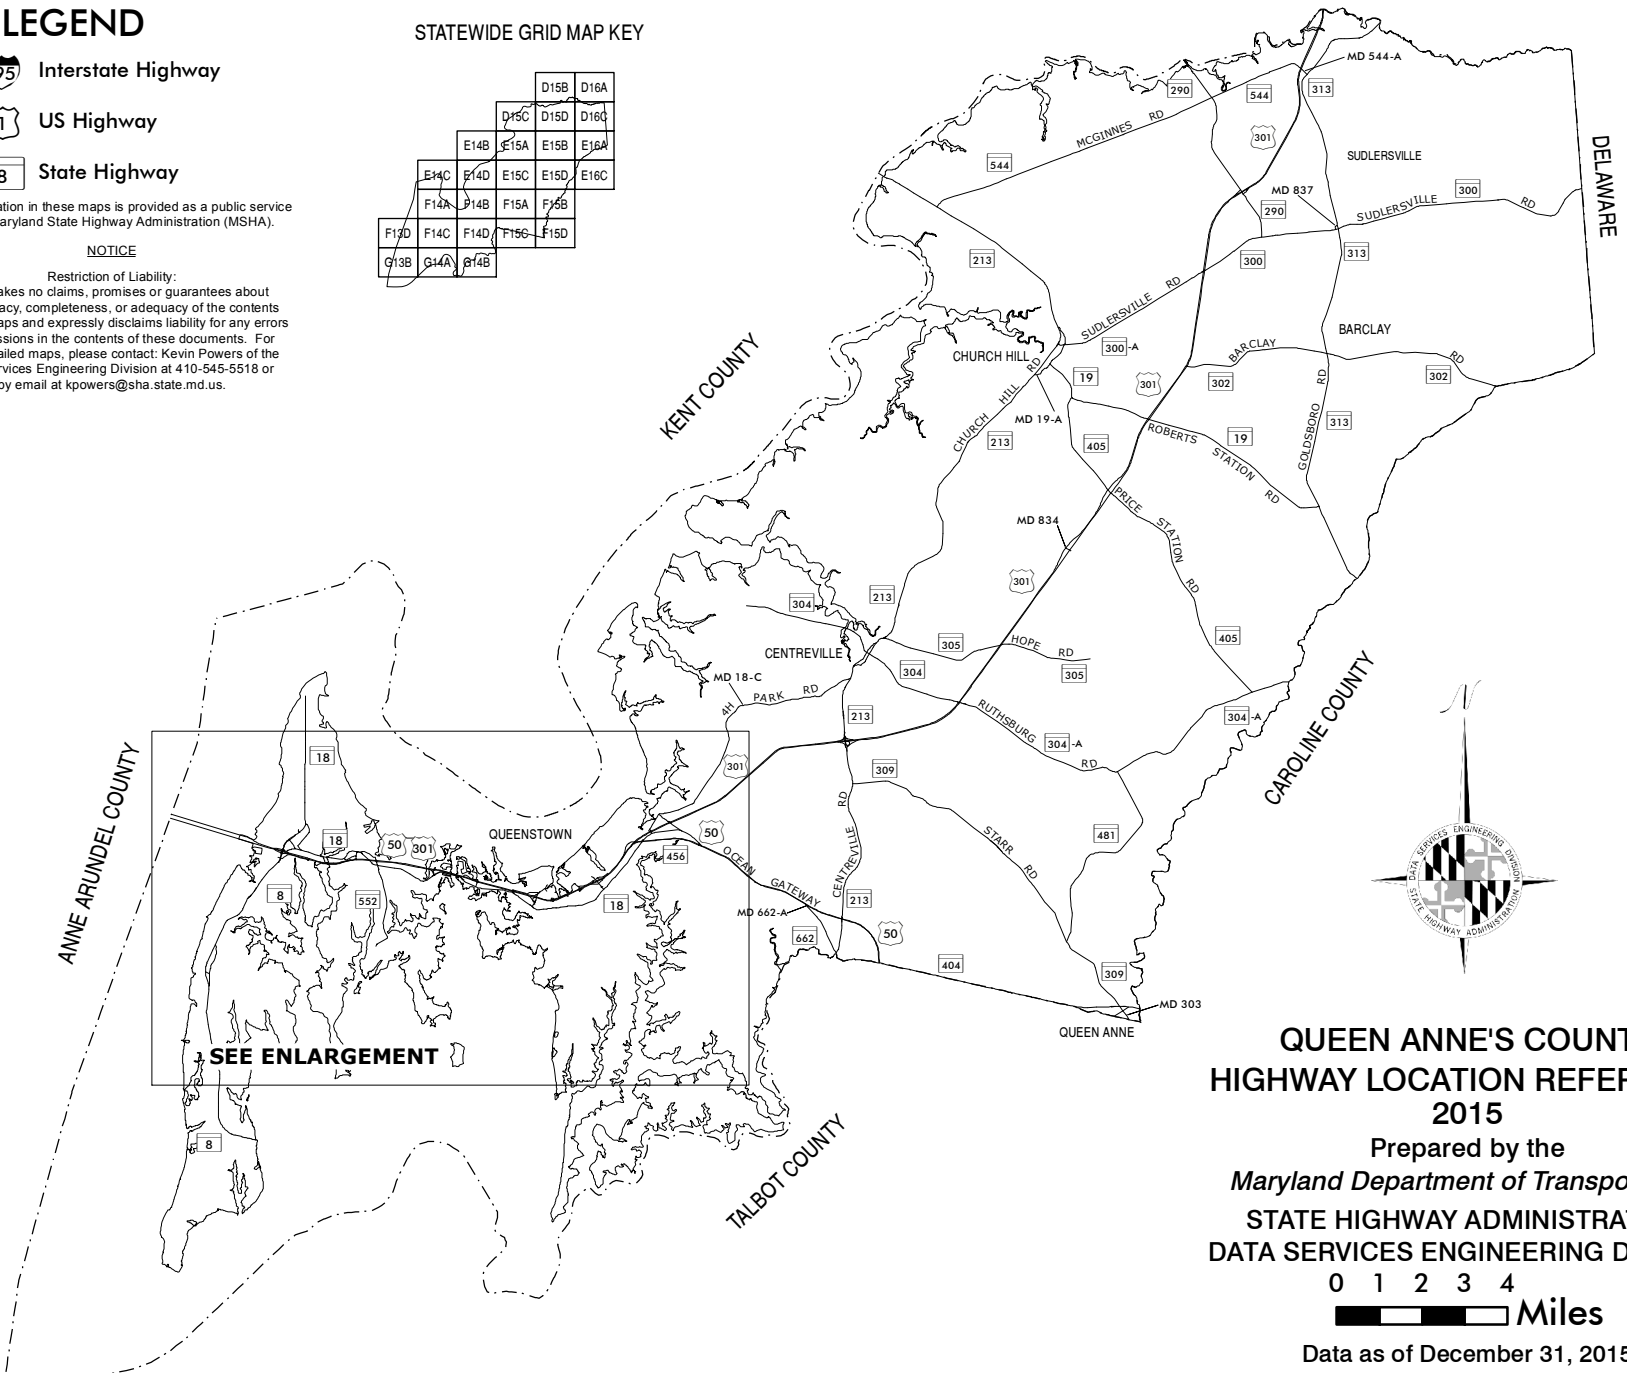 LEGEND
95
Interstate Highway
1
US Highway
8
State Highway
ation in these maps is provided as a public service
aryland State Highway Administration (MSHA).
NOTICE
Restriction of Liability:
akes no claims, promises or guarantees about
acy, completeness, or adequacy of the contents
aps and expressly disclaims liability for any errors
ssions in the contents of these documents. For
ailed maps, please contact: Kevin Powers of the
rvices Engineering Division at 410-545-5518 or
by email at kpowers@sha.state.md.us.
STATEWIDE GRID MAP KEY
D15B D16A
D15C D15D D16C
E14B E15A E15B E16A
E14C E14D E15C E15D E16C
F14A F14B F15A F15B
F13D F14C F14D F15C F15D
G13B G14A G14B
MD 544-A
290
544
313
301
MCGINNES RD
544
SUDLERSVILLE
DELAWARE
MD 837
300
290
SUDLERSVILLE RD
213
300
313
SUDLERSVILLE RD
KENT COUNTY
CHURCH HILL
300 -A
BARCLAY
BARCLAY RD
19
301
302
302
MD 19-A
CHURCH HILL RD
213
405
ROBERTS STATION RD
19
GOLDSBORO RD
313
PRICE STATION RD
MD 834
301
304
213
405
CENTREVILLE
305
HOPE RD
304
305
MD 18-C
4H PARK RD
213
RUTHSBURG RD
304 -A
304 -A
CAROLINE COUNTY
ANNE ARUNDEL COUNTY
18
301
309
CENTREVILLE RD
STARR RD
481
QUEENSTOWN
18
50
301
50
456
OCEAN GATEWAY
8
552
18
MD 662-A
213
662
50
404
309
MD 303
QUEEN ANNE
SEE ENLARGEMENT
8
TALBOT COUNTY
DATA SERVICES ENGINEERING DIVISION
STATE HIGHWAY ADMINISTRATION
QUEEN ANNE'S COUNT
HIGHWAY LOCATION REFER
2015
Prepared by the
Maryland Department of Transpo
STATE HIGHWAY ADMINISTRAT
DATA SERVICES ENGINEERING D
0 1 2 3 4
Miles
Data as of December 31, 2015